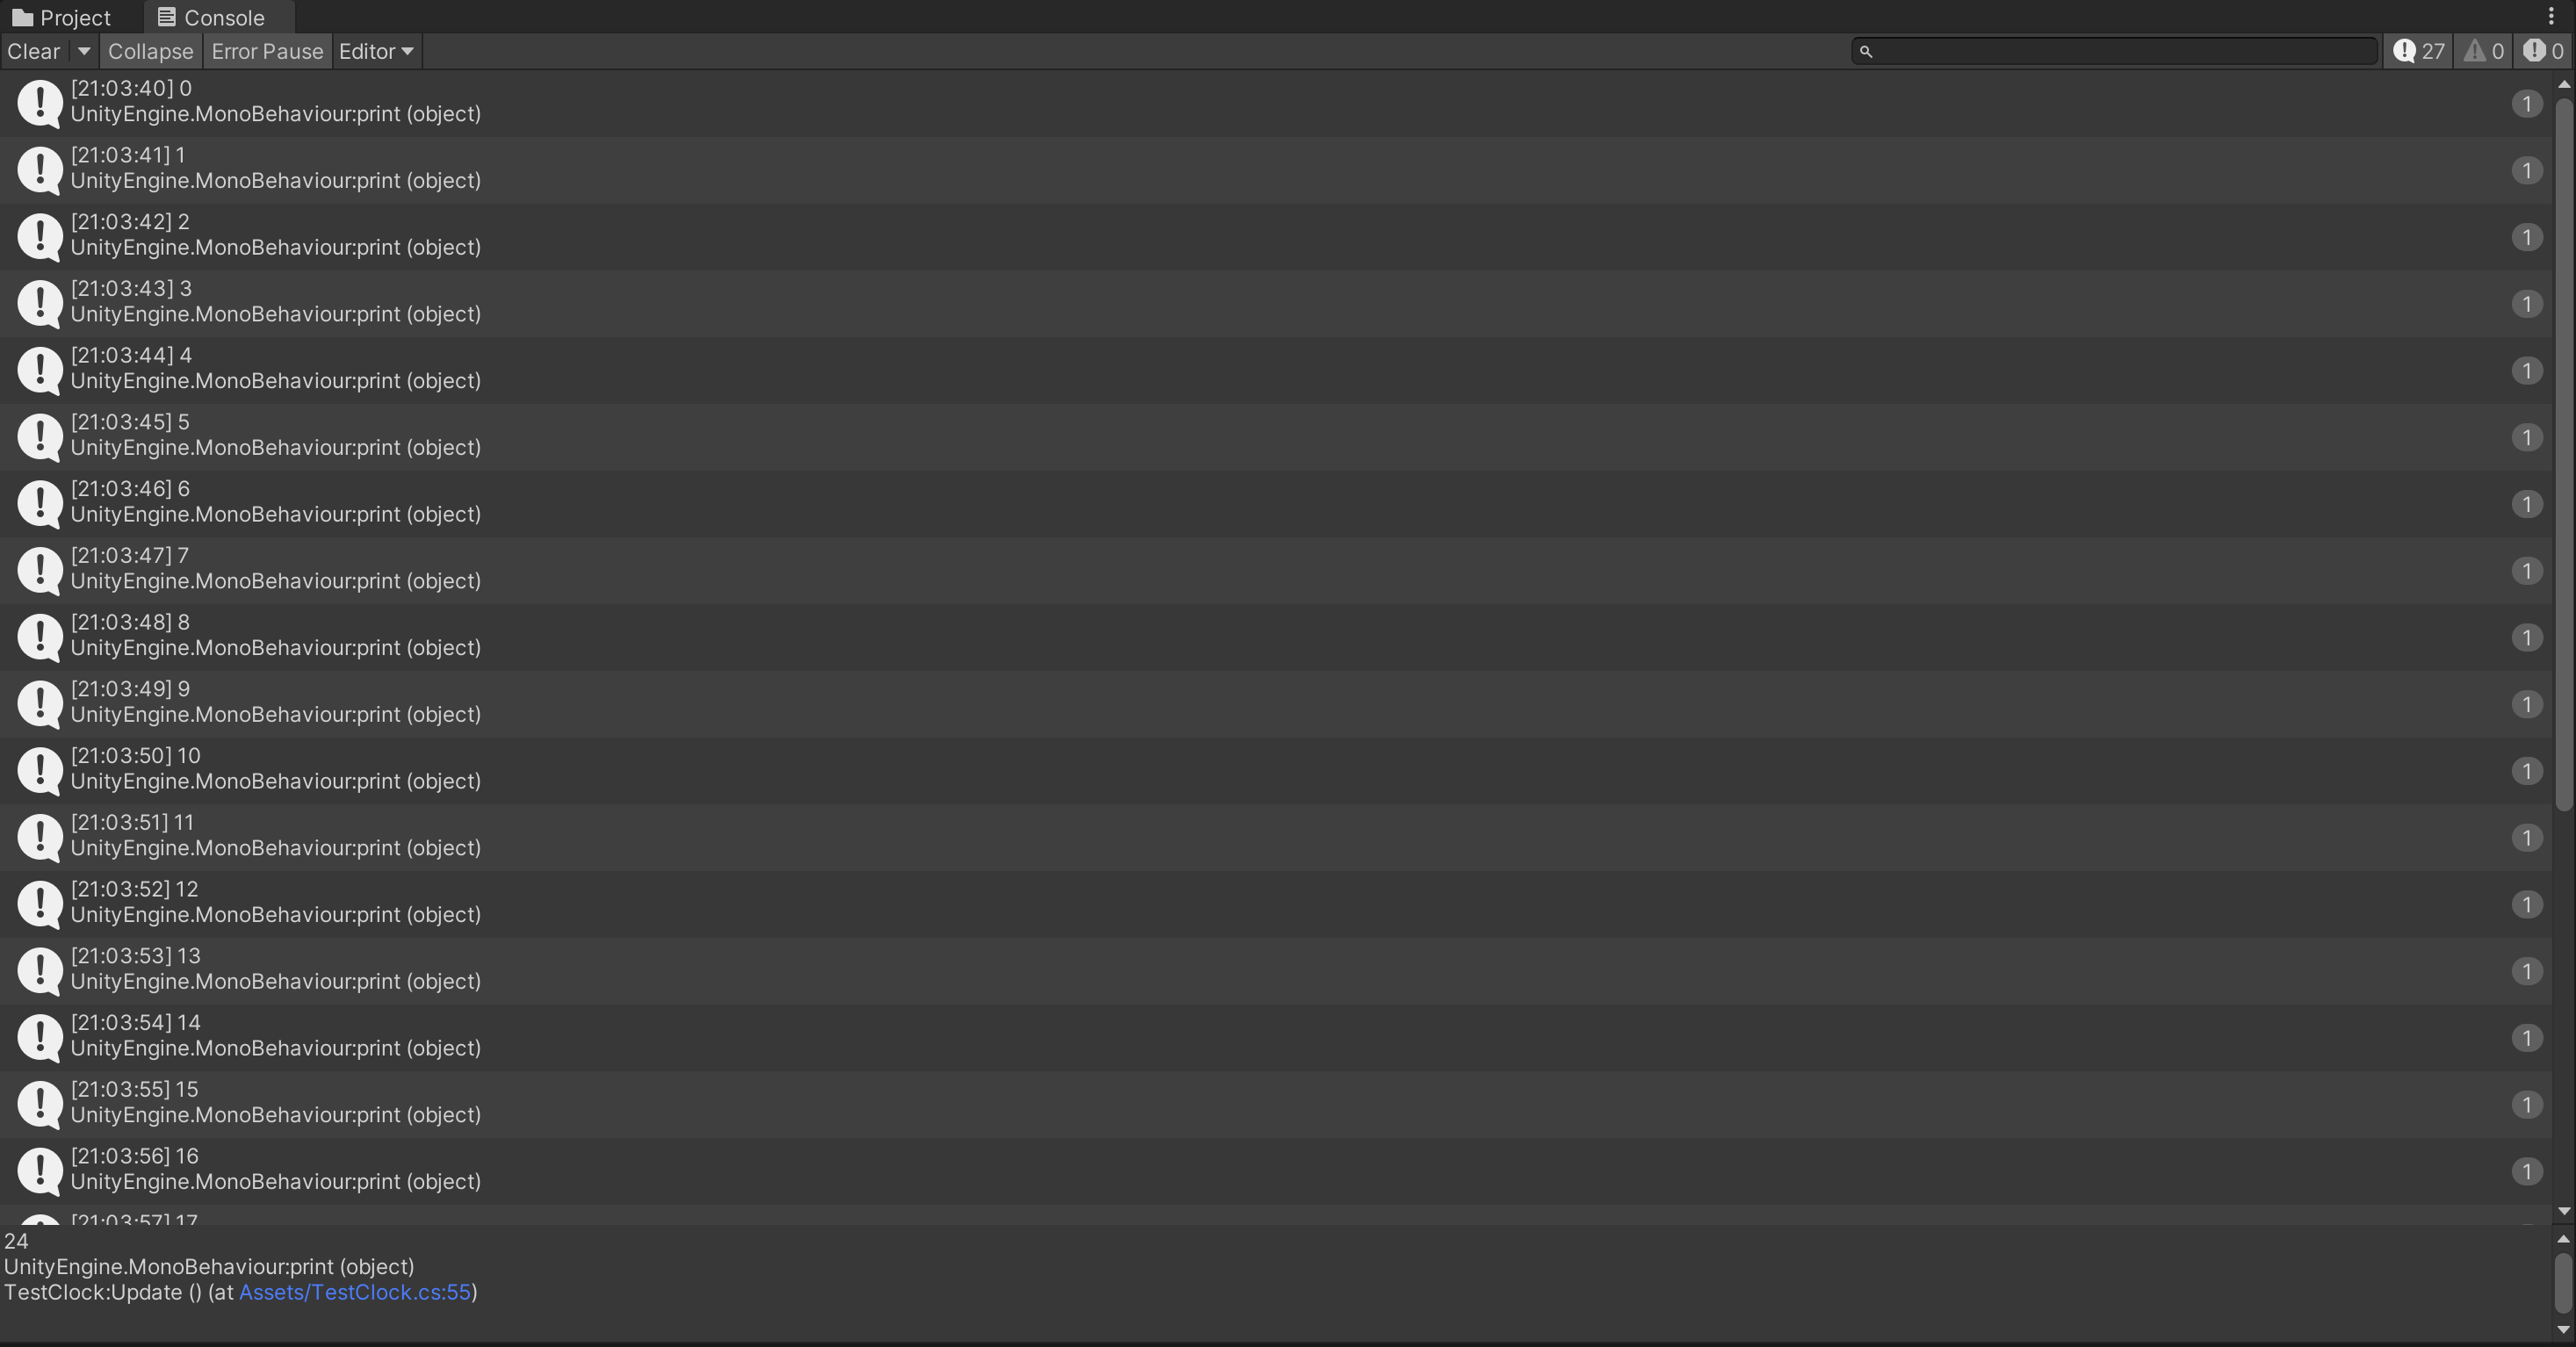 Project Console
Clear Collapse Error Pause Editor 27 0 0
[21:03:40] 0
UnityEngine.MonoBehaviour:print (object)
1
[21:03:41] 1
UnityEngine.MonoBehaviour:print (object)
1
[21:03:42] 2
UnityEngine.MonoBehaviour:print (object)
1
[21:03:43] 3
UnityEngine.MonoBehaviour:print (object)
1
[21:03:44] 4
UnityEngine.MonoBehaviour:print (object)
1
[21:03:45] 5
UnityEngine.MonoBehaviour:print (object)
1
[21:03:46] 6
UnityEngine.MonoBehaviour:print (object)
1
[21:03:47] 7
UnityEngine.MonoBehaviour:print (object)
1
[21:03:48] 8
UnityEngine.MonoBehaviour:print (object)
1
[21:03:49] 9
UnityEngine.MonoBehaviour:print (object)
1
[21:03:50] 10
UnityEngine.MonoBehaviour:print (object)
1
[21:03:51] 11
UnityEngine.MonoBehaviour:print (object)
1
[21:03:52] 12
UnityEngine.MonoBehaviour:print (object)
1
[21:03:53] 13
UnityEngine.MonoBehaviour:print (object)
1
[21:03:54] 14
UnityEngine.MonoBehaviour:print (object)
1
[21:03:55] 15
UnityEngine.MonoBehaviour:print (object)
1
[21:03:56] 16
UnityEngine.MonoBehaviour:print (object)
1
[21:03:57] 17
24
UnityEngine.MonoBehaviour:print (object)
TestClock:Update () (at Assets/TestClock.cs:55)